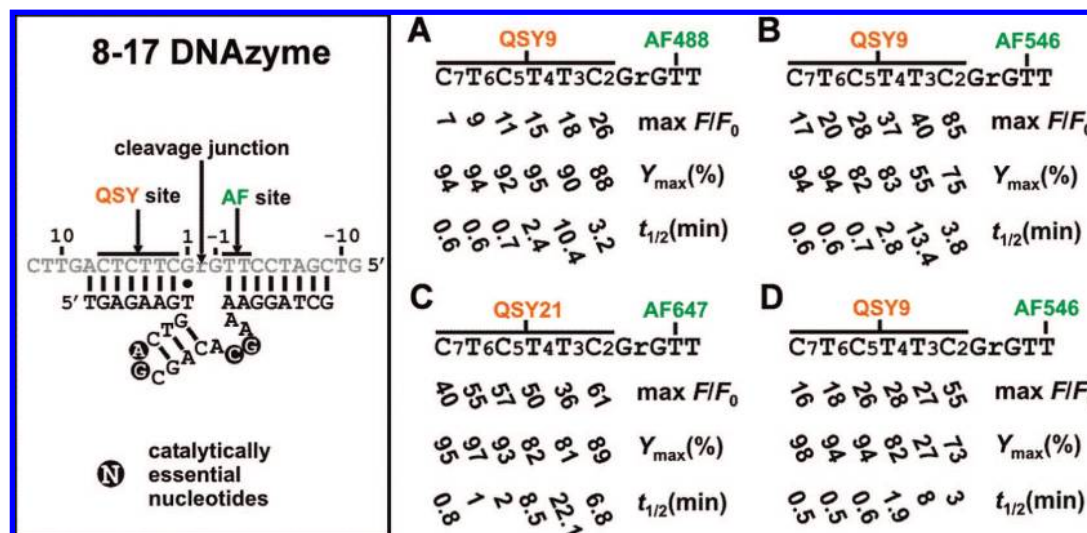 8-17 DNAzyme
cleavage junction
QSY site
AF site
10 1 -1 -10
CTTGACTCTTCGrGTTCCTAGCTG 5'
5' TGAGAAGT AAGGATCG
G T C A G C G A C A C G A A
N catalytically
essential
nucleotides
A
QSY9 AF488
C7T6C5T4T3C2GrGTT
7 9 11 15 18 26 max F/F0
94 94 92 95 90 88 Ymax(%)
0.6 0.6 0.7 2.4 10.4 3.2 t1/2(min)
B
QSY9 AF546
C7T6C5T4T3C2GrGTT
17 20 28 37 40 85 max F/F0
94 94 82 83 55 75 Ymax(%)
0.6 0.6 0.7 2.8 13.4 3.8 t1/2(min)
C
QSY21 AF647
C7T6C5T4T3C2GrGTT
40 55 57 50 36 61 max F/F0
95 97 93 82 81 89 Ymax(%)
0.8 1 2 8.5 22.1 6.8 t1/2(min)
D
QSY9 AF546
C7T6C5T4T3C2GrGTT
16 18 26 28 27 55 max F/F0
98 94 94 82 27 73 Ymax(%)
0.5 0.5 0.6 1.9 8 3 t1/2(min)